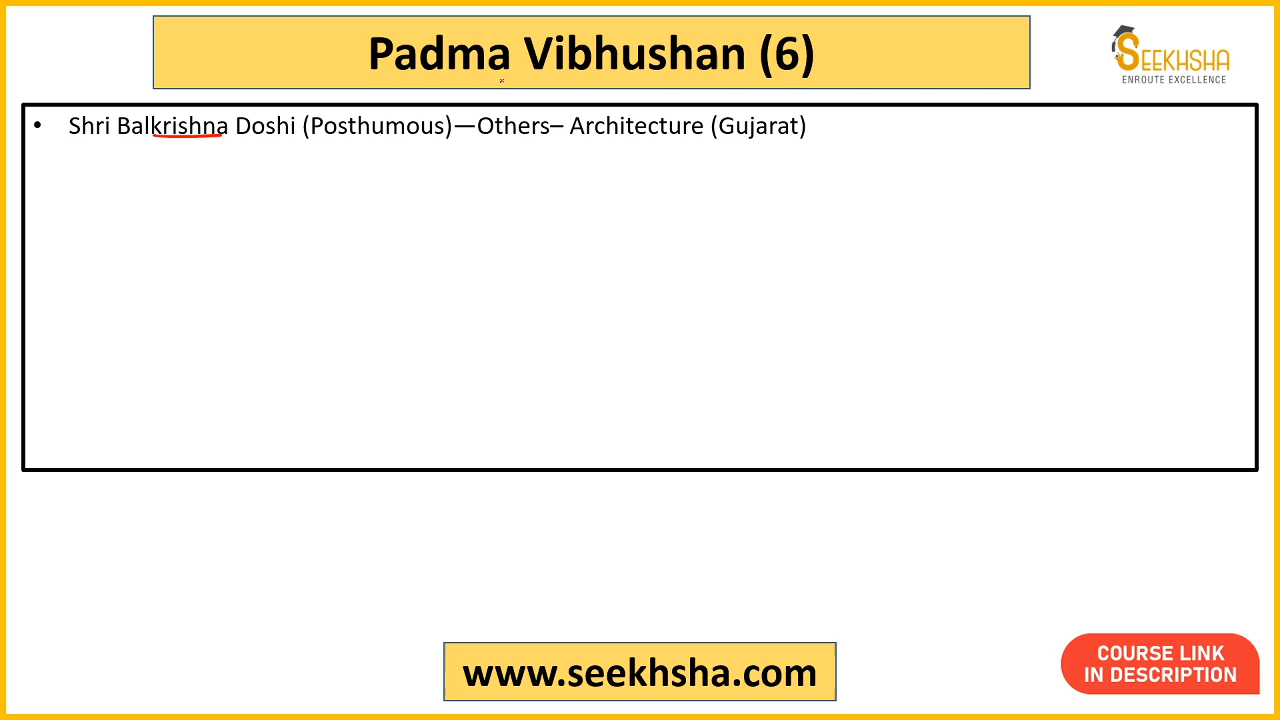 Padma Vibhushan (6)
SEEKHSHA
ENROUTE EXCELLENCE
• Shri Balkrishna Doshi (Posthumous)—Others– Architecture (Gujarat)
www.seekhsha.com
COURSE LINK
IN DESCRIPTION